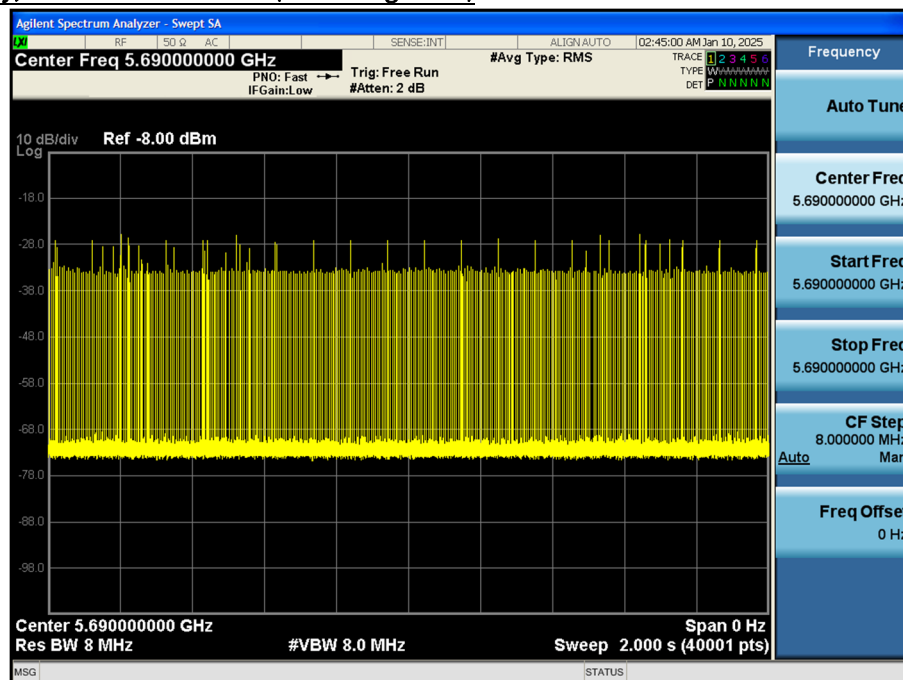 Agilent Spectrum Analyzer - Swept SA
LXI RF 50 Ω AC SENSE:INT ALIGN AUTO 02:45:00 AM Jan 10, 2025
Center Freq 5.690000000 GHz
PNO: Fast
IFGain:Low
Trig: Free Run
#Atten: 2 dB
#Avg Type: RMS
TRACE 1 2 3 4 5 6
TYPE W
DET P N N N N N
10 dB/div Ref -8.00 dBm
Log
-18.0
-28.0
-38.0
-48.0
-58.0
-68.0
-78.0
-88.0
-98.0
Center 5.690000000 GHz Span 0 Hz
Res BW 8 MHz #VBW 8.0 MHz Sweep 2.000 s (40001 pts)
MSG STATUS
Frequency
Auto Tune
Center Freq
5.690000000 GHz
Start Freq
5.690000000 GHz
Stop Freq
5.690000000 GHz
CF Step
8.000000 MHz
Auto Man
Freq Offset
0 Hz